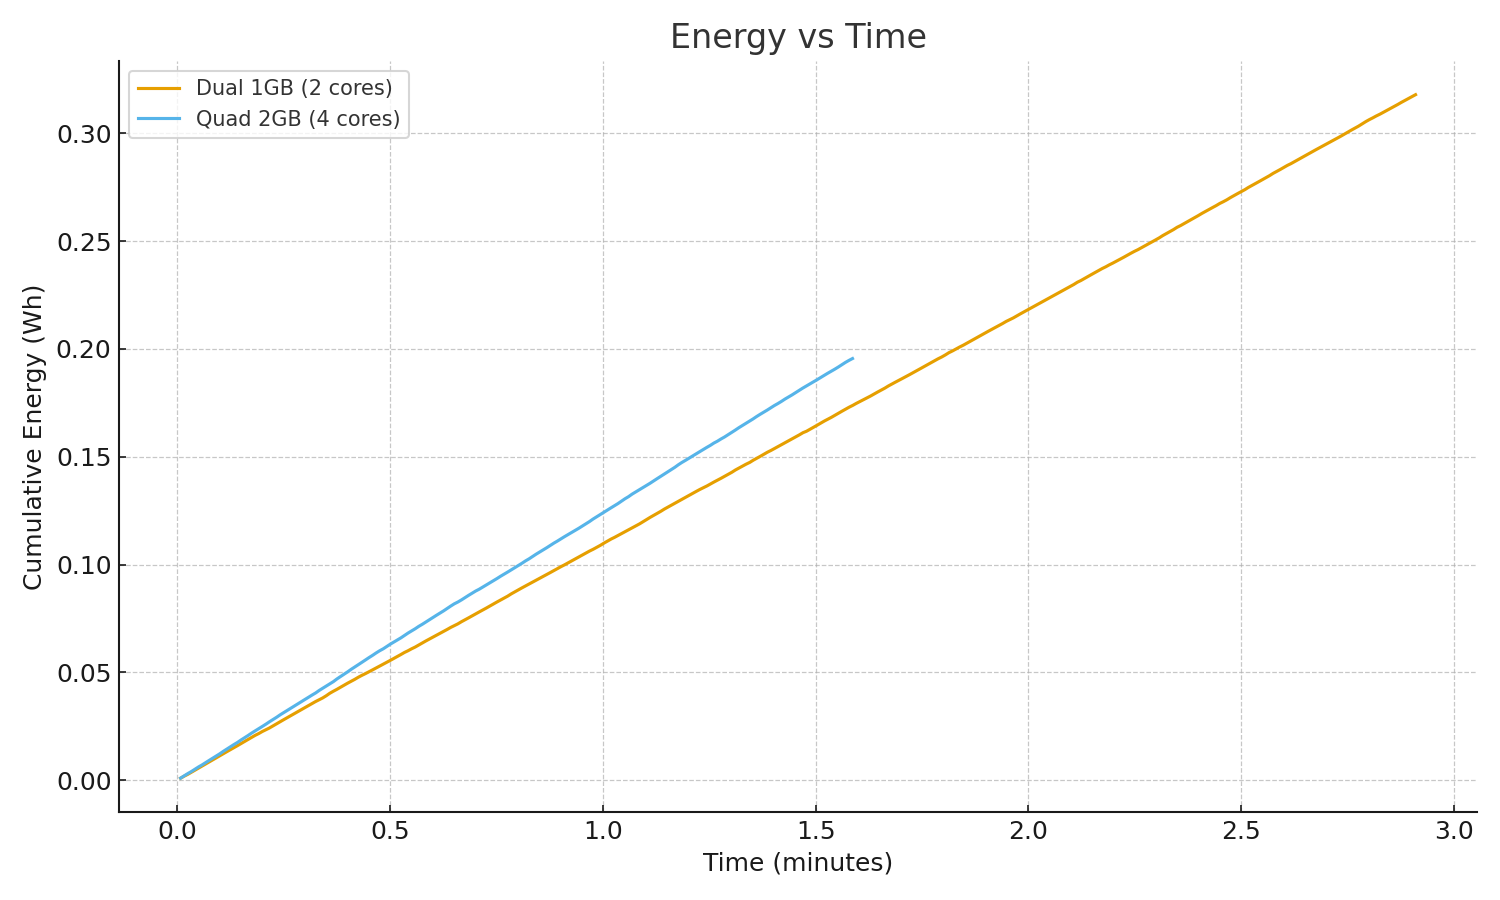 Energy vs Time
Dual 1GB (2 cores)
Quad 2GB (4 cores)
Cumulative Energy (Wh)
0.30
0.25
0.20
0.15
0.10
0.05
0.00
0.0 0.5 1.0 1.5 2.0 2.5 3.0
Time (minutes)